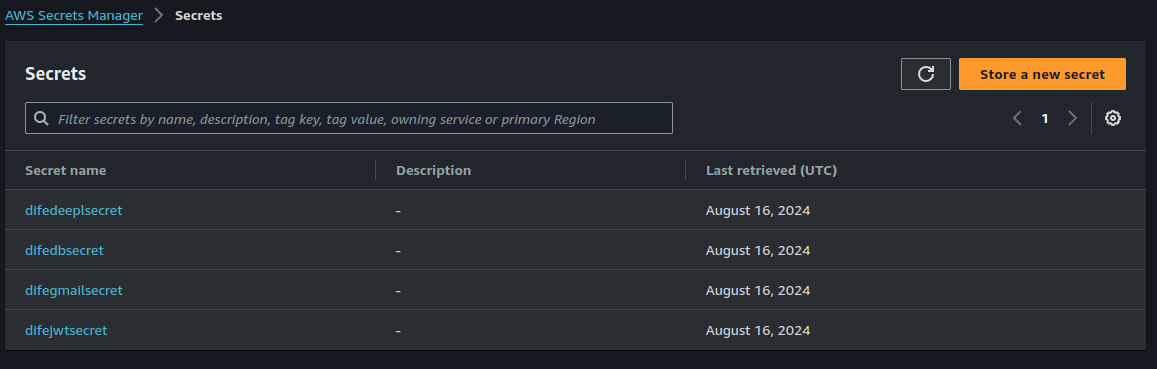 AWS Secrets Manager > Secrets
Secrets
Store a new secret
Filter secrets by name, description, tag key, tag value, owning service or primary Region
1
Secret name Description Last retrieved (UTC)
difedeeplsecret - August 16, 2024
difedbsecret - August 16, 2024
difegmailsecret - August 16, 2024
difejwtsecret - August 16, 2024